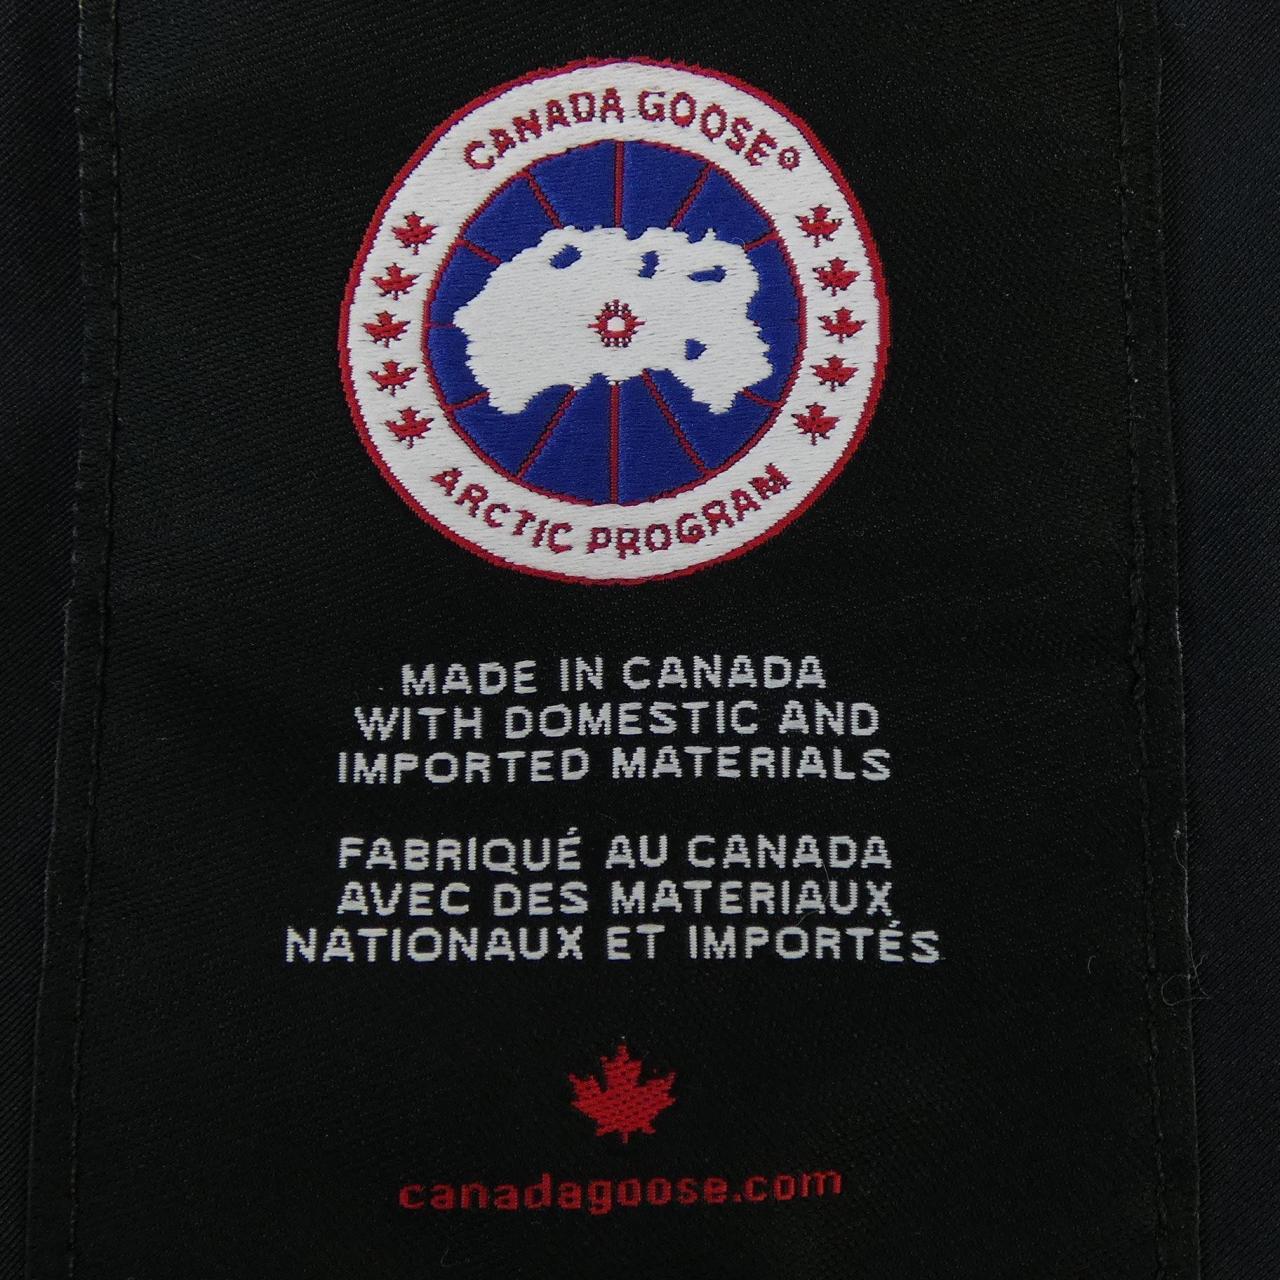 CANADA GOOSE®
ARCTIC PROGRAM
MADE IN CANADA
WITH DOMESTIC AND
IMPORTED MATERIALS
FABRIQUÉ AU CANADA
AVEC DES MATERIAUX
NATIONAUX ET IMPORTÉS
canadagoose.com